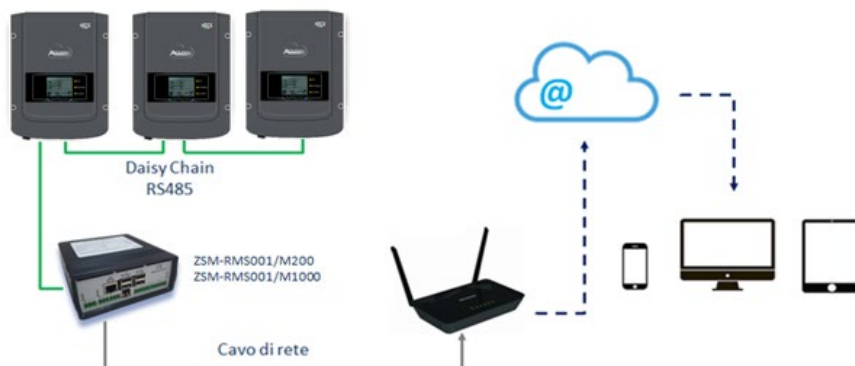 Daisy Chain
RS485
@
ZSM-RMS001/M200
ZSM-RMS001/M1000
Cavo di rete